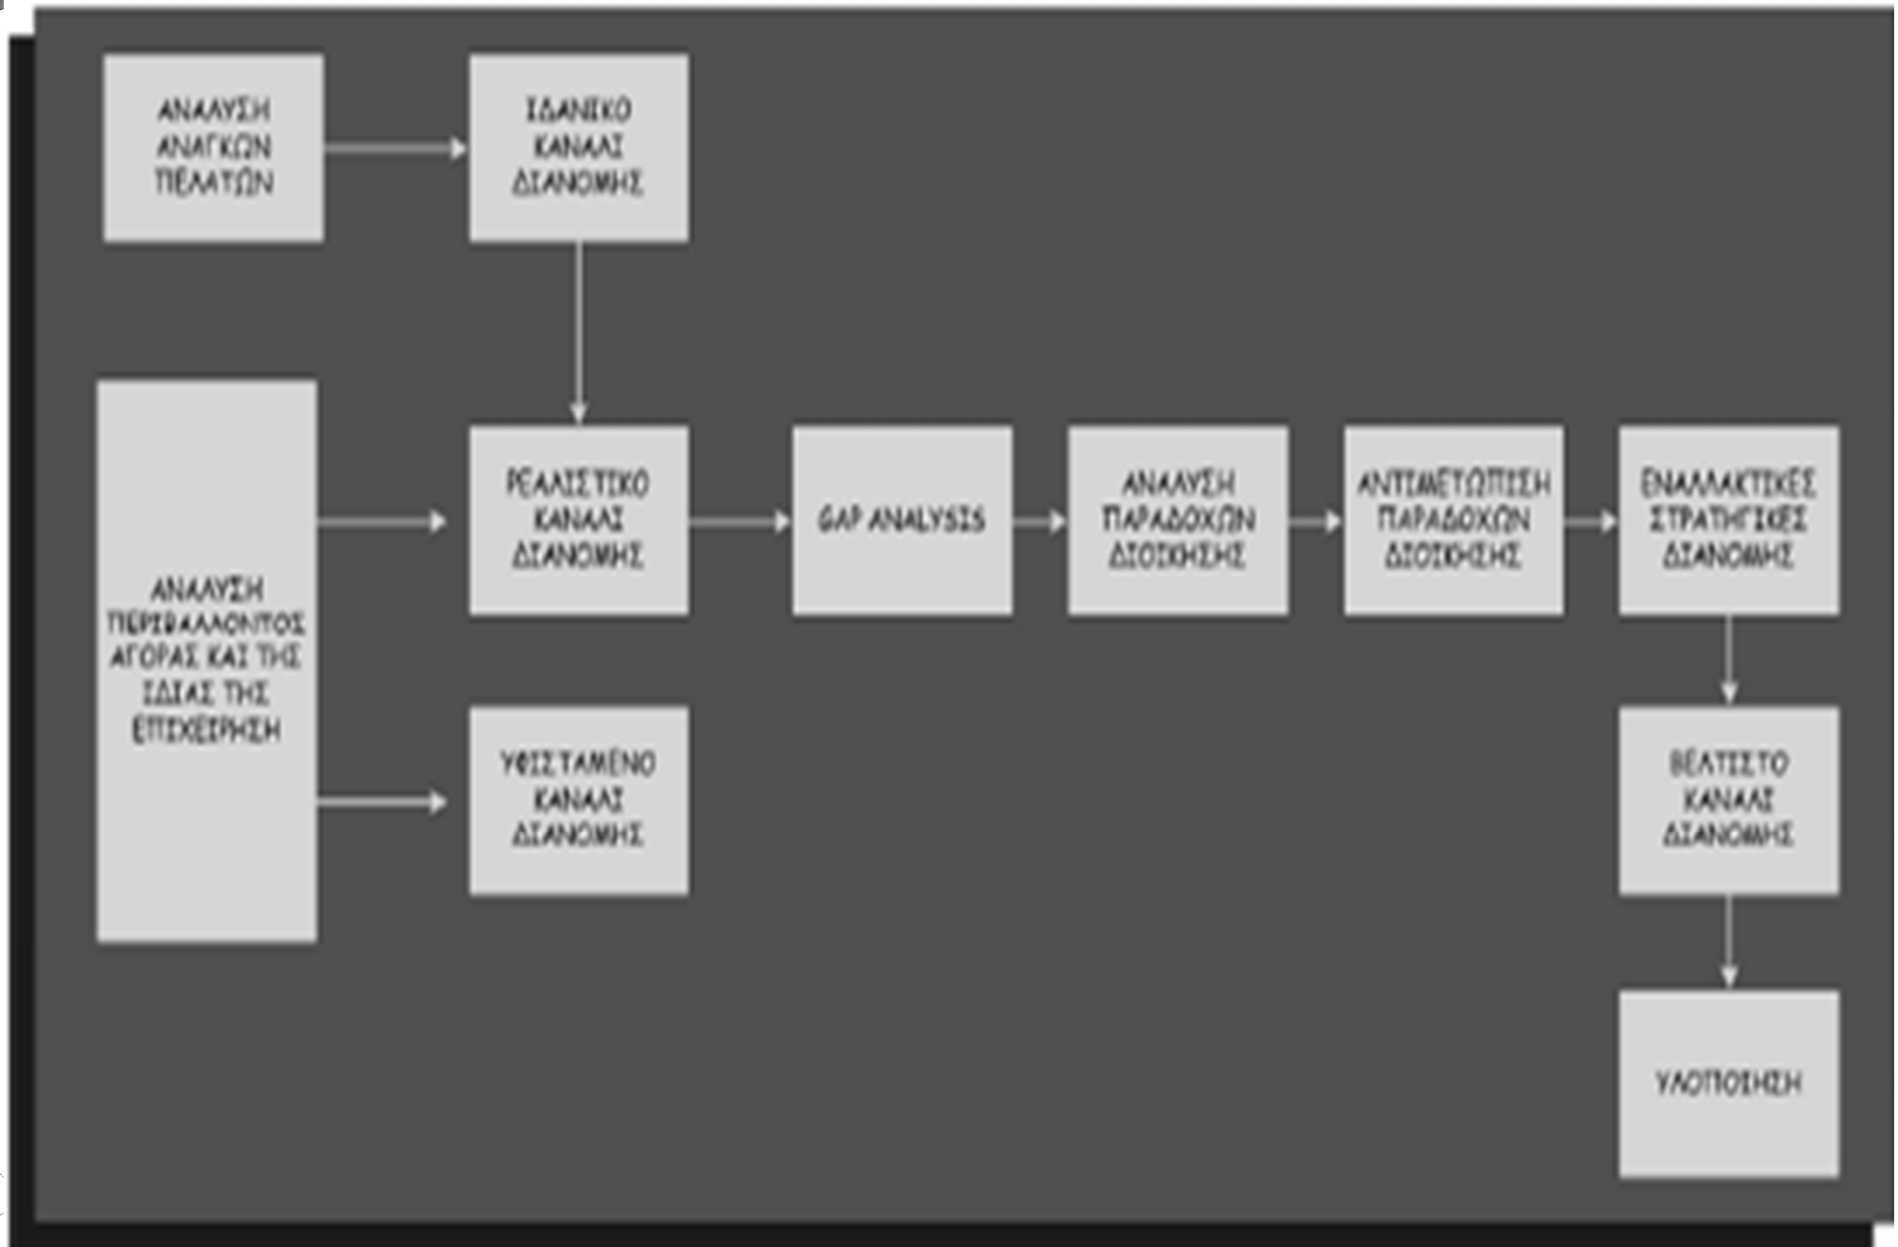 ΑΝΑΛΥΣΗ
ΑΝΑΓΚΩΝ
ΠΕΛΑΤΩΝ
ΙΔΑΝΙΚΟ
ΚΑΝΑΛΙ
ΔΙΑΝΟΜΗΣ
ΑΝΑΛΥΣΗ
ΠΕΡΙΒΑΛΛΟΝΤΟΣ
ΑΓΟΡΑΣ ΚΑΙ ΤΗΣ
ΙΔΙΑΣ ΤΗΣ
ΕΠΙΧΕΙΡΗΣΗ
ΡΕΑΛΙΣΤΙΚΟ
ΚΑΝΑΛΙ
ΔΙΑΝΟΜΗΣ
GAP ANALYSIS
ΑΝΑΛΥΣΗ
ΠΑΡΑΔΟΧΩΝ
ΔΙΟΙΚΗΣΗΣ
ΑΝΤΙΜΕΤΩΠΙΣΗ
ΠΑΡΑΔΟΧΩΝ
ΔΙΟΙΚΗΣΗΣ
ΕΝΑΛΛΑΚΤΙΚΕΣ
ΣΤΡΑΤΗΓΙΚΕΣ
ΔΙΑΝΟΜΗΣ
ΥΦΙΣΤΑΜΕΝΟ
ΚΑΝΑΛΙ
ΔΙΑΝΟΜΗΣ
ΒΕΛΤΙΣΤΟ
ΚΑΝΑΛΙ
ΔΙΑΝΟΜΗΣ
ΥΛΟΠΟΙΗΣΗ